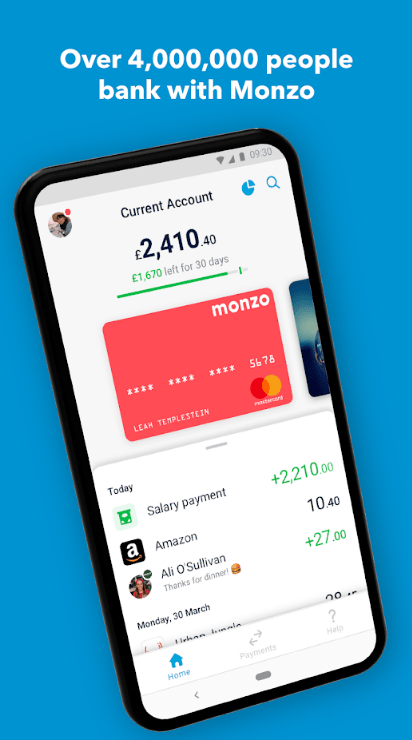 Over 4,000,000 people
bank with Monzo
09:30
Current Account
£2,410.40
£1,670 left for 30 days
monzo
**** **** **** 5678
LEAH TEMPLESTEIN
mastercard
Today
Salary payment +2,210.00
Amazon 10.40
Ali O'Sullivan +27.00
Thanks for dinner! 🍔
Monday, 30 March
Urban Jungle 28.45
Home Payments Help